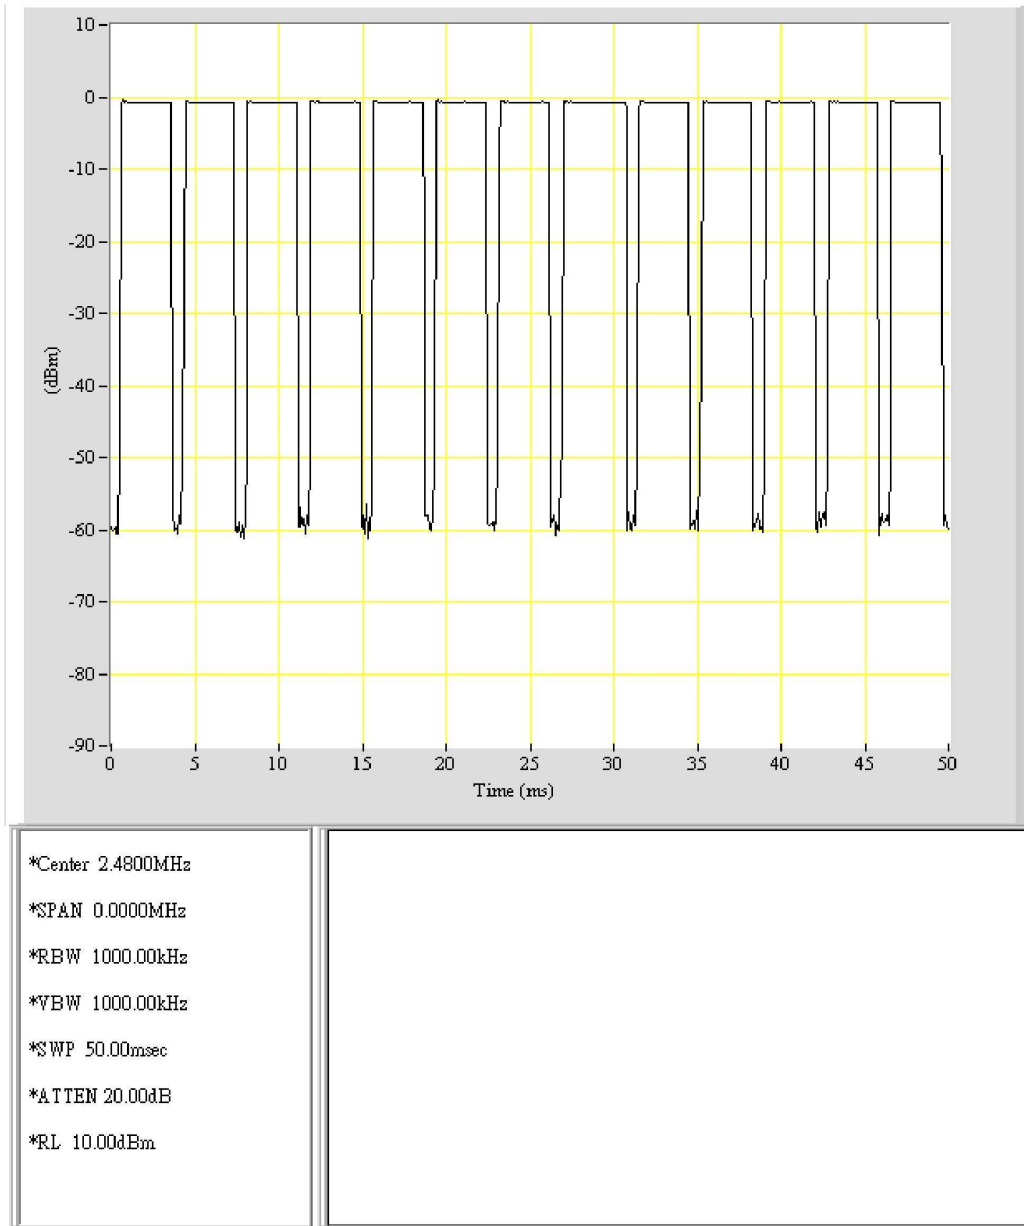 10
0
-10
-20
-30
(dBm)
-40
-50
-60
-70
-80
-90
0 5 10 15 20 25 30 35 40 45 50
Time (ms)
*Center 2.4800MHz
*SPAN 0.0000MHz
*RBW 1000.00kHz
*VBW 1000.00kHz
*SWP 50.00msec
*ATTEN 20.00dB
*RL 10.00dBm